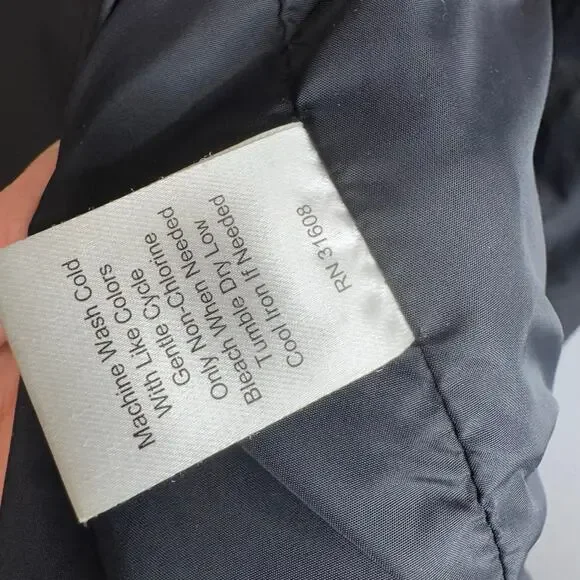 Machine Wash Cold
With Like Colors
Gentle Cycle
Only Non-Chlorine
Bleach When Needed
Tumble Dry Low
Cool Iron If Needed
RN 31608